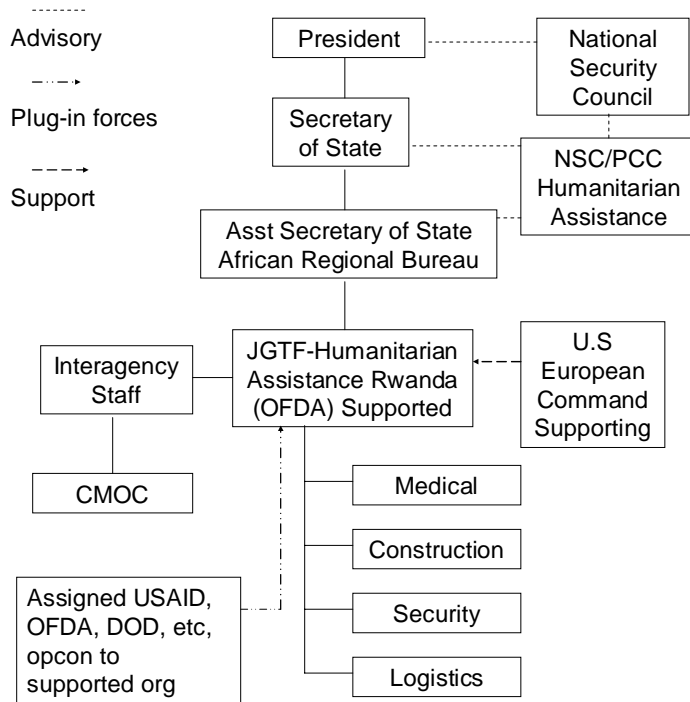 Advisory
Plug-in forces
Support
President
National
Security
Council
Secretary
of State
NSC/PCC
Humanitarian
Assistance
Asst Secretary of State
African Regional Bureau
Interagency
Staff
JGTF-Humanitarian
Assistance Rwanda
(OFDA) Supported
U.S
European
Command
Supporting
CMOC
Medical
Construction
Security
Logistics
Assigned USAID,
OFDA, DOD, etc,
opcon to
supported org